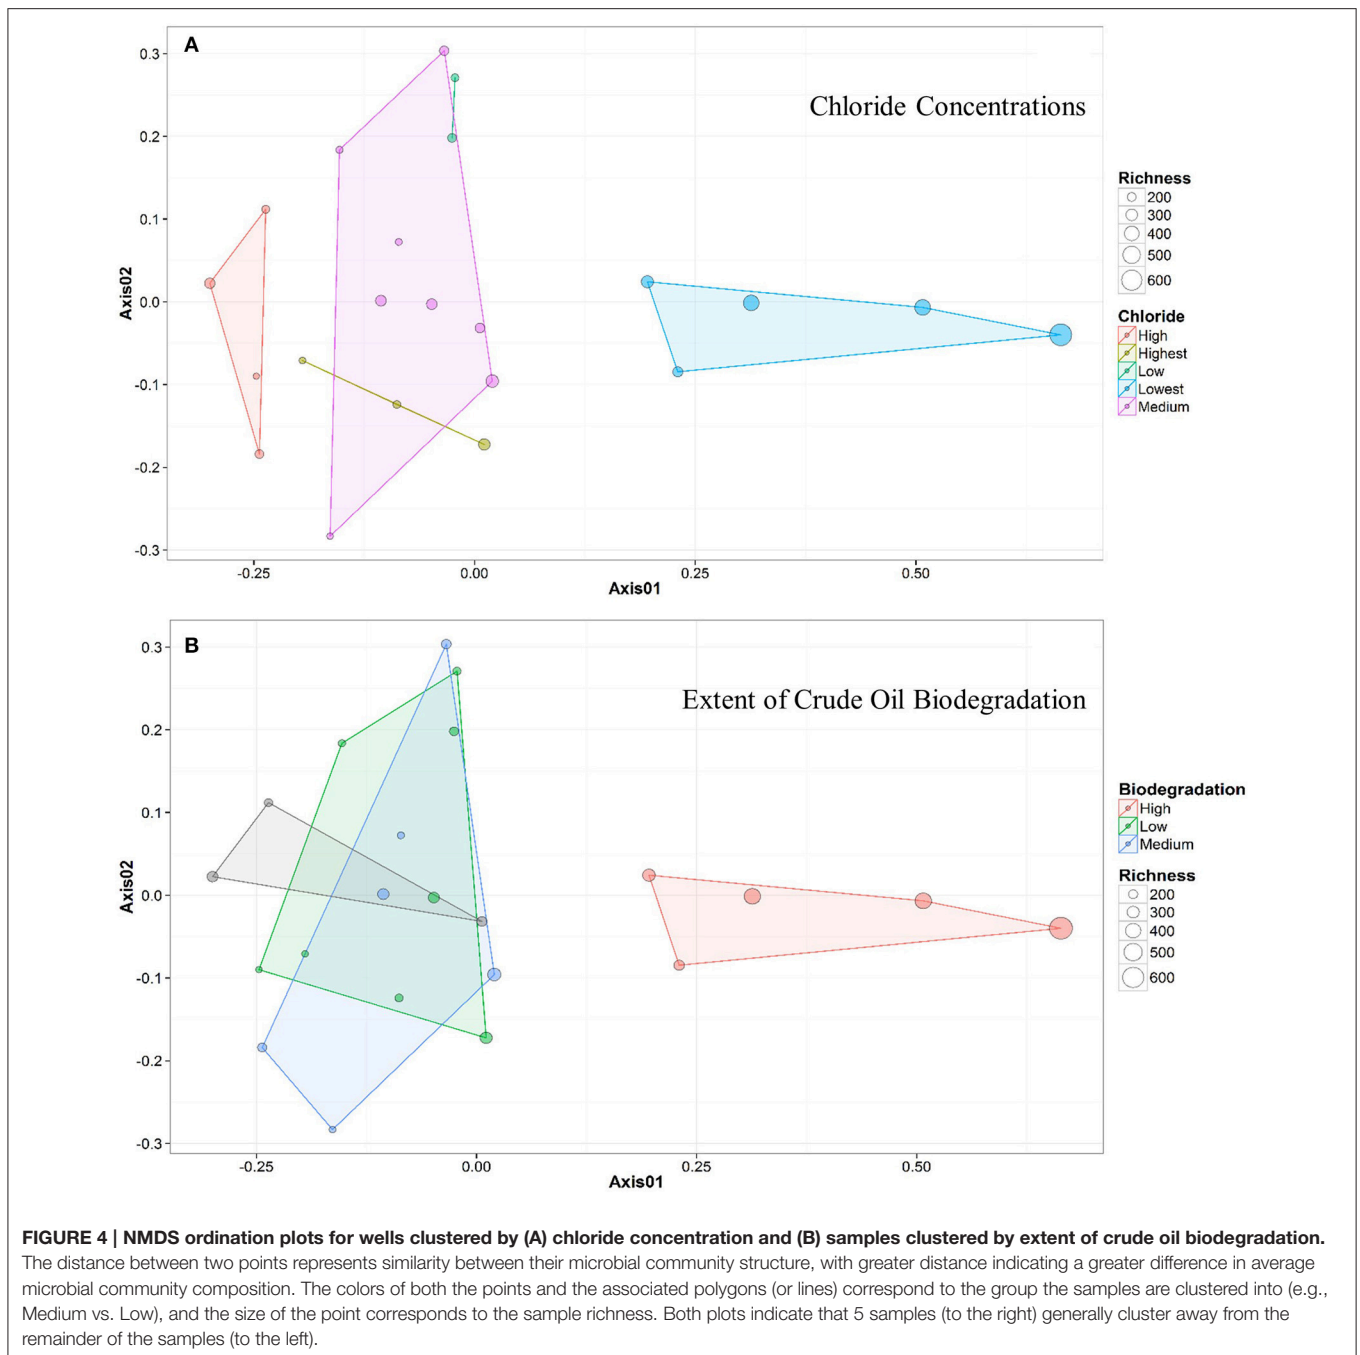 A
Chloride Concentrations
0.3
0.2
0.1
0.0
-0.1
-0.2
-0.3
Axis02
-0.25
0.00
0.25
0.50
Axis01
Richness
200
300
400
500
600
Chloride
High
Highest
Low
Lowest
Medium
B
Extent of Crude Oil Biodegradation
0.3
0.2
0.1
0.0
-0.1
-0.2
-0.3
Axis02
-0.25
0.00
0.25
0.50
Axis01
Biodegradation
High
Low
Medium
Richness
200
300
400
500
600
FIGURE 4 | NMDS ordination plots for wells clustered by (A) chloride concentration and (B) samples clustered by extent of crude oil biodegradation.
The distance between two points represents similarity between their microbial community structure, with greater distance indicating a greater difference in average
microbial community composition. The colors of both the points and the associated polygons (or lines) correspond to the group the samples are clustered into (e.g.,
Medium vs. Low), and the size of the point corresponds to the sample richness. Both plots indicate that 5 samples (to the right) generally cluster away from the
remainder of the samples (to the left).